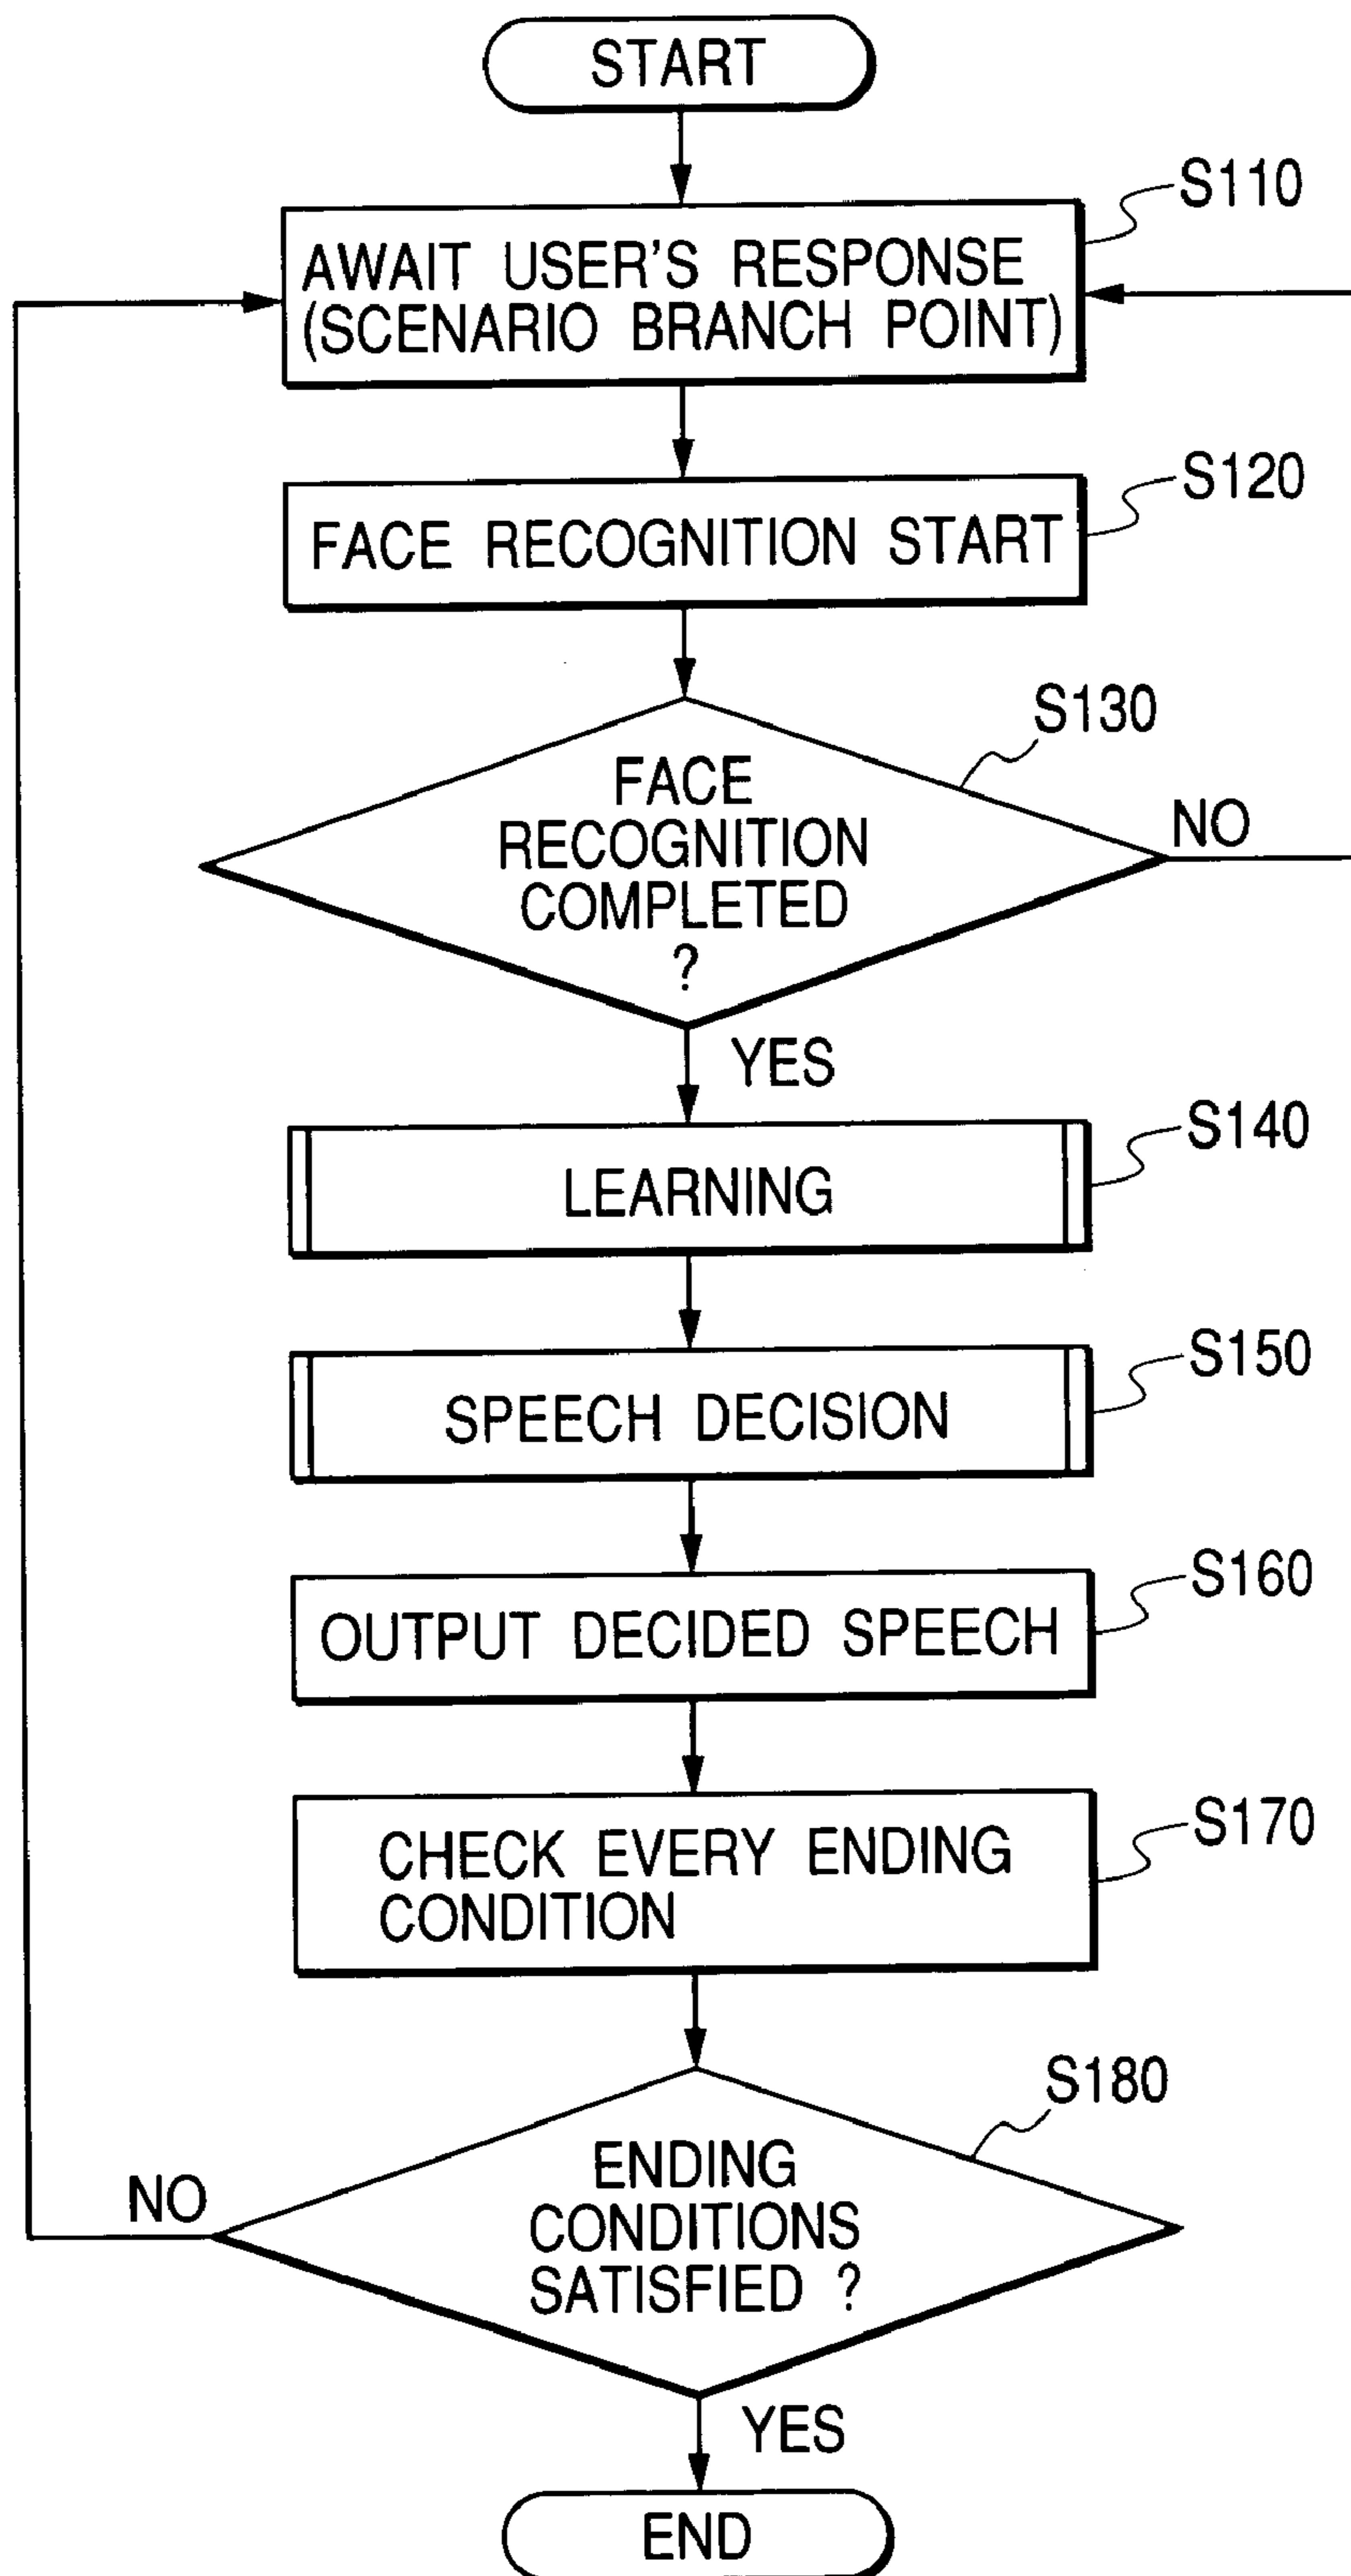 START
S110
AWAIT USER'S RESPONSE
(SCENARIO BRANCH POINT)
S120
FACE RECOGNITION START
S130
FACE
RECOGNITION
COMPLETED
?
NO
YES
S140
LEARNING
S150
SPEECH DECISION
S160
OUTPUT DECIDED SPEECH
S170
CHECK EVERY ENDING
CONDITION
S180
ENDING
CONDITIONS
SATISFIED ?
NO
YES
END